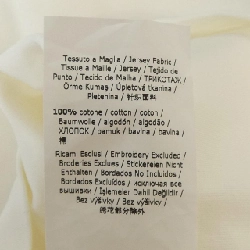 Tessuto a Maglia / Jersey Fabric /
Tissue a Maille / Jersey / Tejido de
Punto / Tecido de Malha / ТРИКОТАЖ /
Örme Kumaş / Úpletová tkanina /
Pletenina / 针织面料
100% cotone / cotton / coton /
Baumwolle / algodón / algodão /
ХЛОПОК / pamuk / bavlna / bavlna /
棉
Ricami Esclusi / Embroidery Excluded /
Broderies Exclues / Stickereien Nicht
Enthalten / Bordados No Incluidos /
Bordados Excluídos / исключая все
вышивки / İşlemeler Dahil Değildir /
Bez výšivky / Bez výšivky /
绣花部分除外